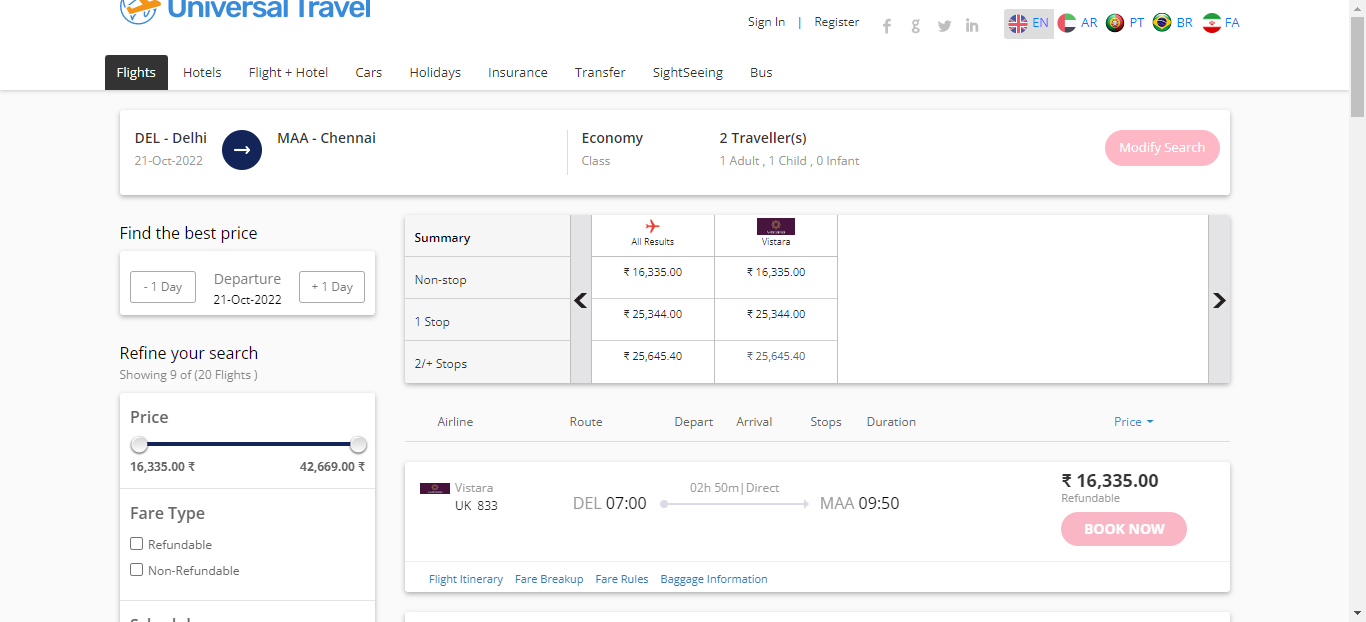 Universal Travel
Sign In | Register
EN AR PT BR FA
Flights Hotels Flight + Hotel Cars Holidays Insurance Transfer SightSeeing Bus
DEL - Delhi
21-Oct-2022
MAA - Chennai
Economy
Class
2 Traveller(s)
1 Adult , 1 Child , 0 Infant
Modify Search
Find the best price
- 1 Day
Departure
21-Oct-2022
+ 1 Day
Refine your search
Showing 9 of (20 Flights )
Price
16,335.00 ₹ 42,669.00 ₹
Fare Type
Refundable
Non-Refundable
Summary All Results Vistara
Non-stop ₹ 16,335.00 ₹ 16,335.00
1 Stop ₹ 25,344.00 ₹ 25,344.00
2/+ Stops ₹ 25,645.40 ₹ 25,645.40
Airline Route Depart Arrival Stops Duration Price
Vistara
UK 833
DEL 07:00
02h 50m|Direct
MAA 09:50
₹ 16,335.00
Refundable
BOOK NOW
Flight Itinerary Fare Breakup Fare Rules Baggage Information